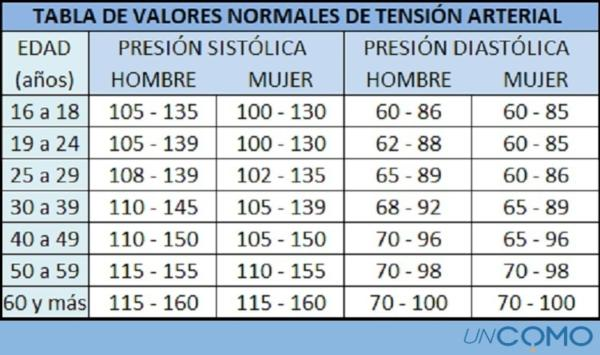 TABLA DE VALORES NORMALES DE TENSIÓN ARTERIAL
EDAD PRESIÓN SISTÓLICA PRESIÓN DIASTÓLICA
(años) HOMBRE MUJER HOMBRE MUJER
16 a 18 105 - 135 100 - 130 60 - 86 60 - 85
19 a 24 105 - 139 100 - 130 62 - 88 60 - 85
25 a 29 108 - 139 102 - 135 65 - 89 60 - 86
30 a 39 110 - 145 105 - 139 68 - 92 65 - 89
40 a 49 110 - 150 105 - 150 70 - 96 65 - 96
50 a 59 115 - 155 110 - 155 70 - 98 70 - 98
60 y más 115 - 160 115 - 160 70 - 100 70 - 100
UNCOMO